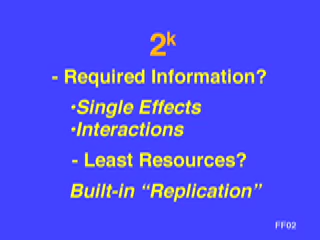 2ᵏ
- Required Information?
•Single Effects
•Interactions
- Least Resources?
Built-in “Replication”
FF02